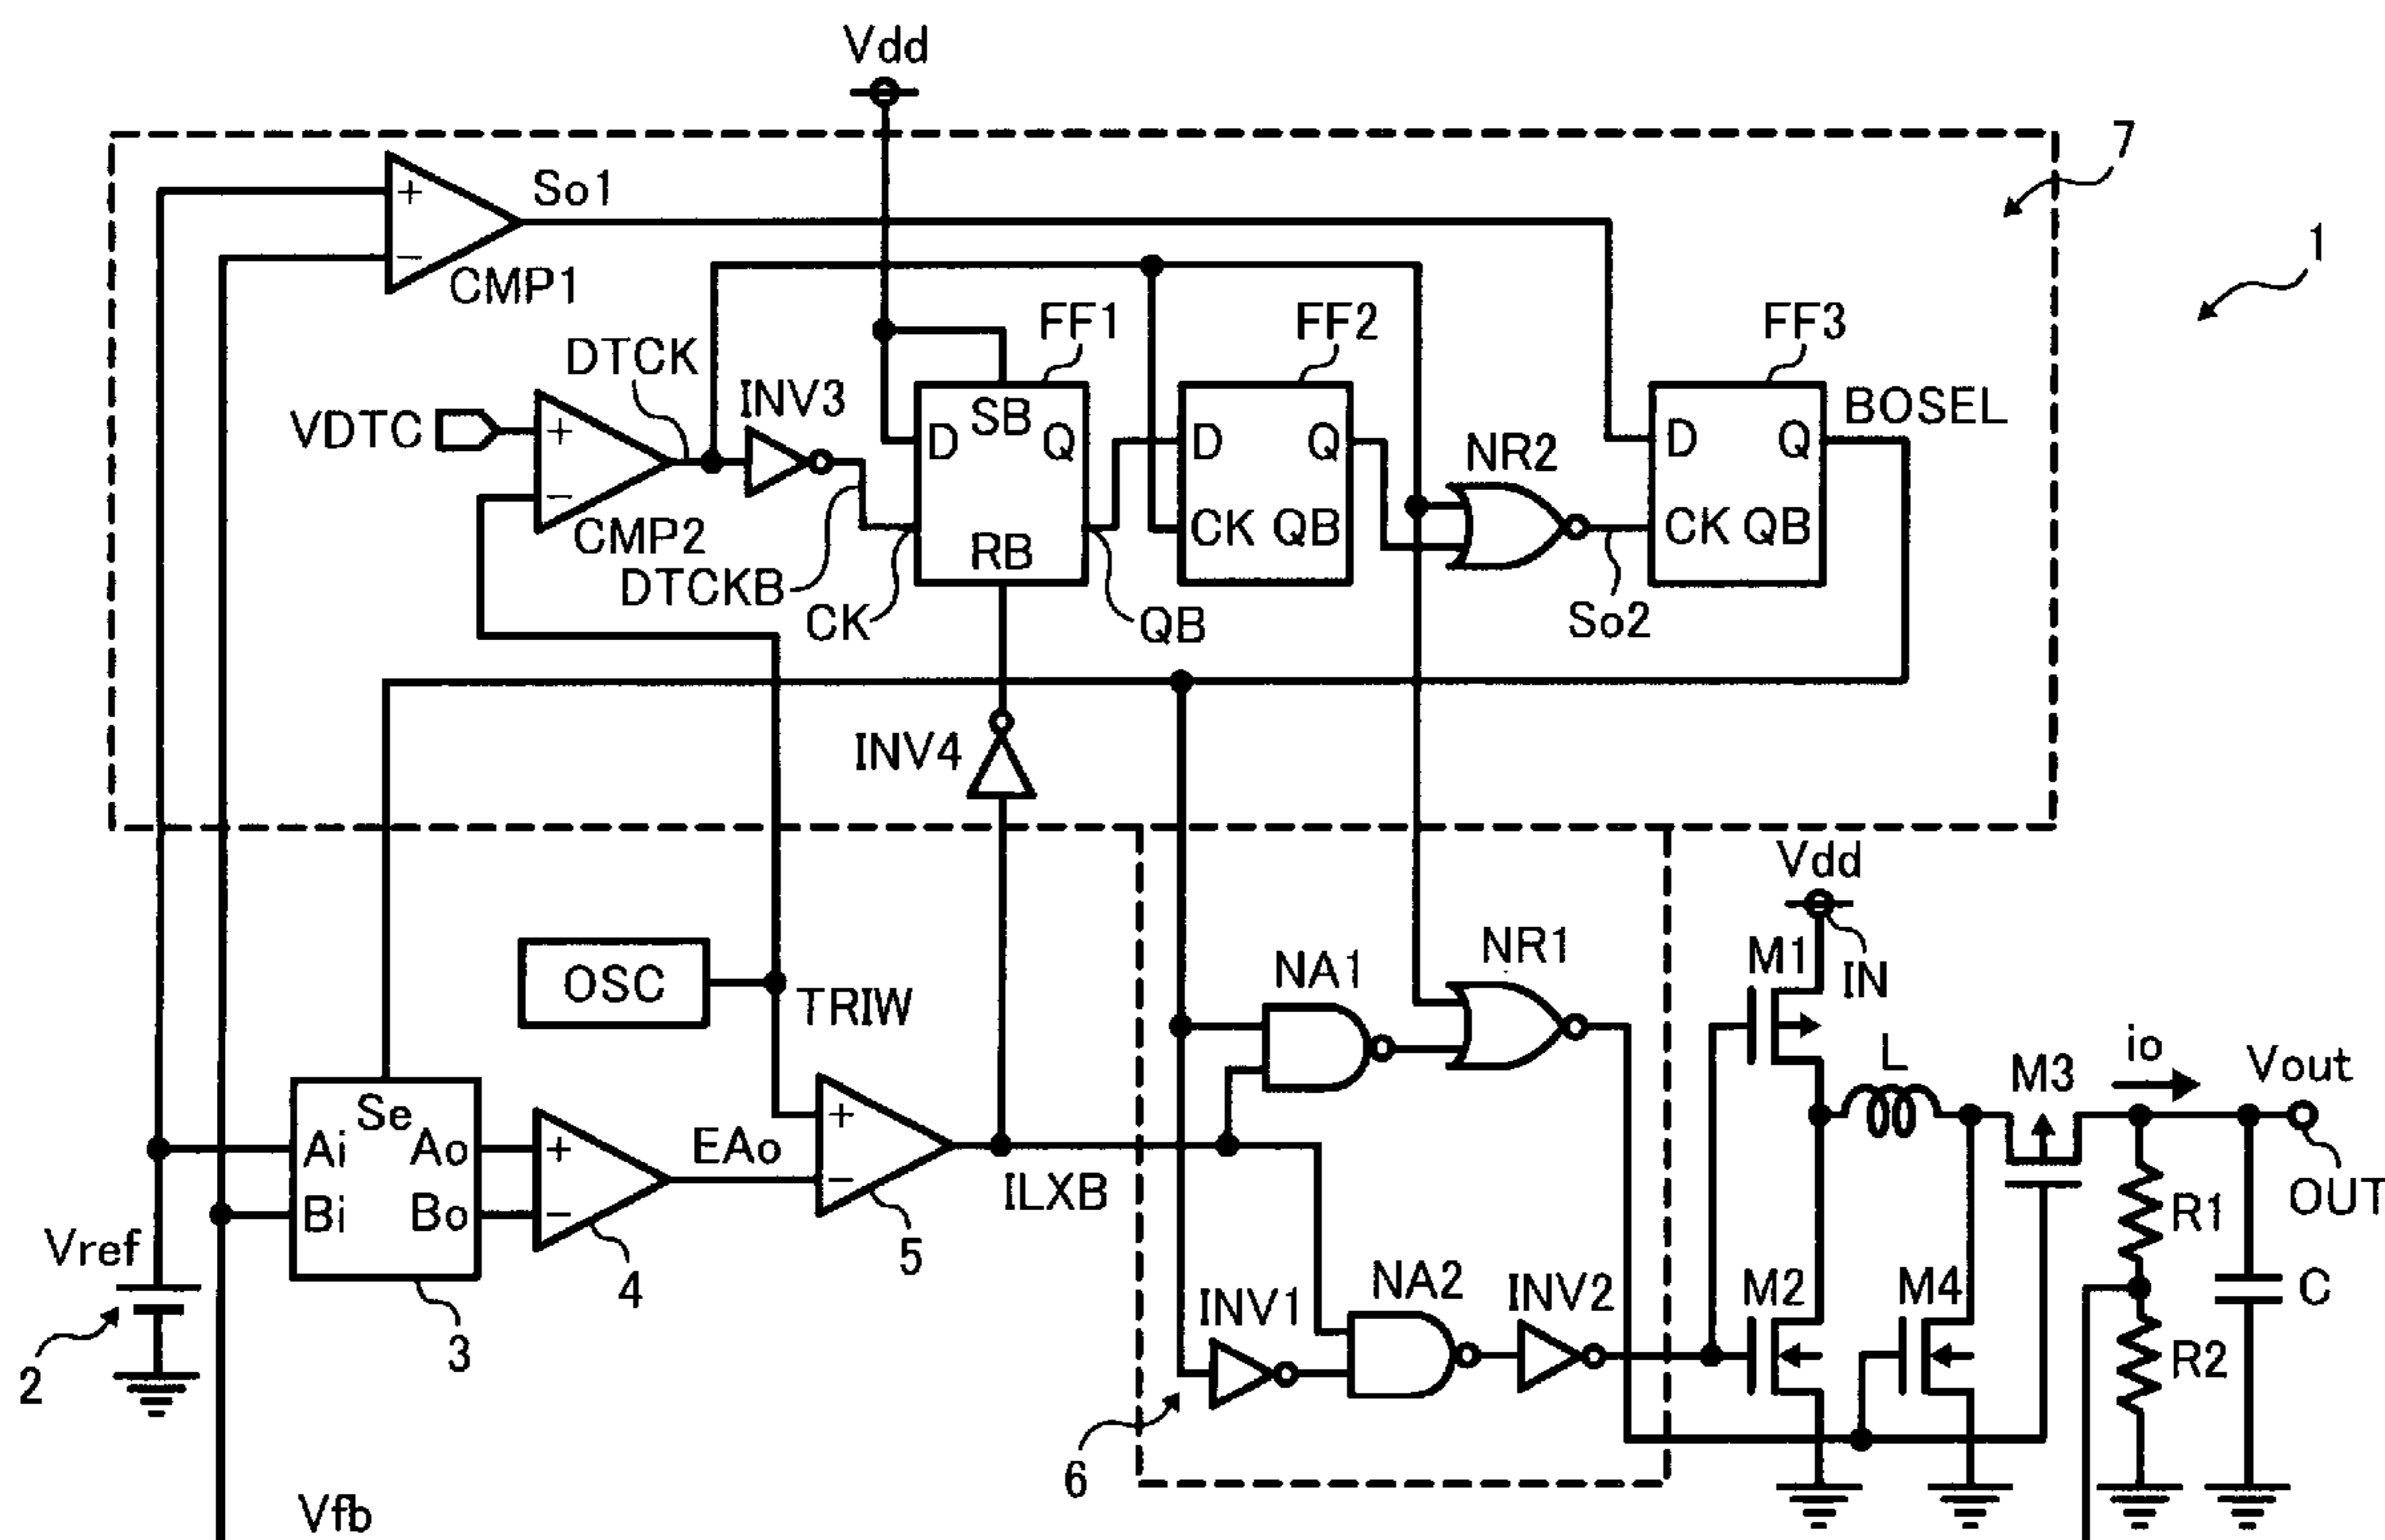 Vdd
7
+
So1
1
−
CMP1
FF1
FF2
FF3
DTCK
INV3
BOSEL
VDTC
+
SB
D
Q
D
Q
NR2
D
Q
−
CMP2
CK
QB
CK
QB
RB
DTCKB
CK
QB
So2
INV4
Vdd
NR1
M1
IN
NA1
OSC
TRIW
L
io
Vout
M3
Se
+
Ai
Ao
+
EAo
Bi
Bo
−
−
ILXB
R1
OUT
Vref
5
4
NA2
INV2
M2
M4
C
INV1
3
R2
2
6
Vfb